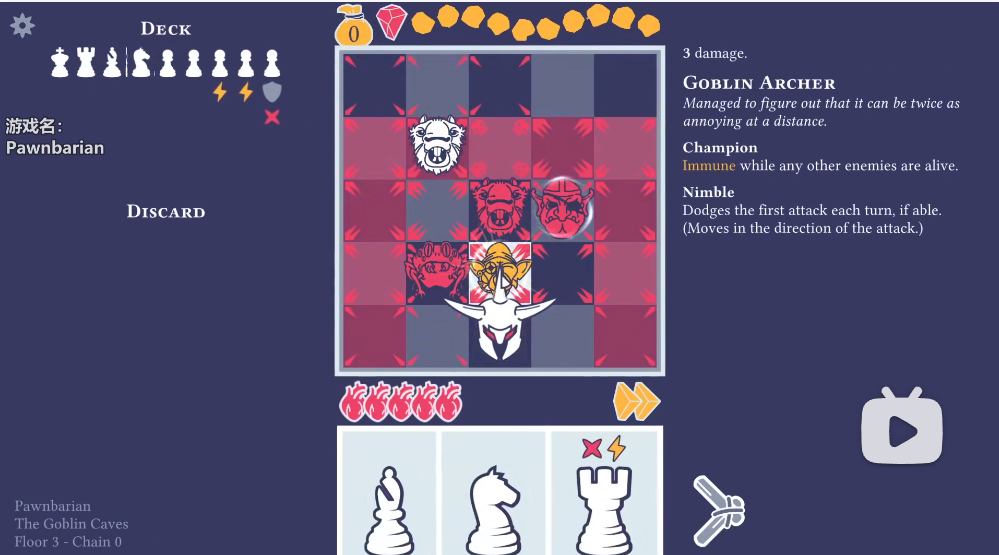 DECK
0
3 damage.
GOBLIN ARCHER
Managed to figure out that it can be twice as
annoying at a distance.
Champion
Immune while any other enemies are alive.
Nimble
Dodges the first attack each turn, if able.
(Moves in the direction of the attack.)
游戏名:
Pawnbarian
DISCARD
Pawnbarian
The Goblin Caves
Floor 3 - Chain 0